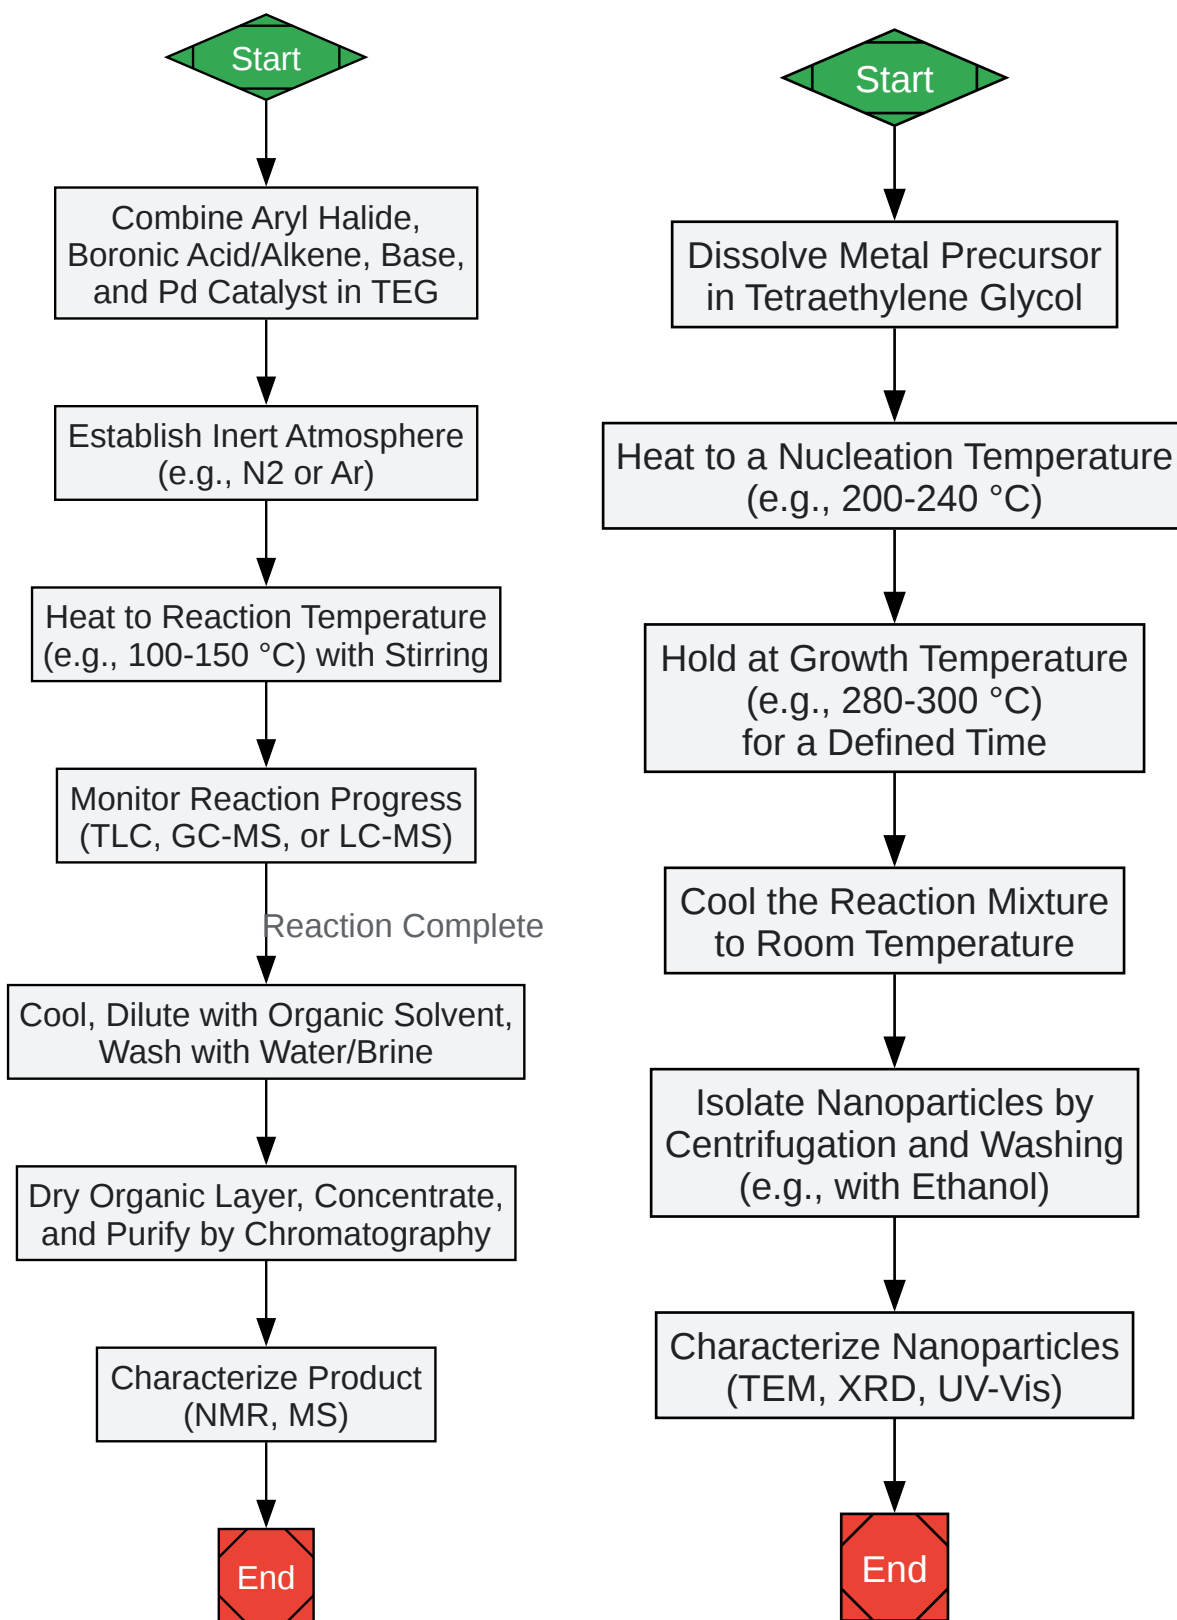 Start
Combine Aryl Halide,
Boronic Acid/Alkene, Base,
and Pd Catalyst in TEG
Establish Inert Atmosphere
(e.g., N2 or Ar)
Heat to Reaction Temperature
(e.g., 100-150 °C) with Stirring
Monitor Reaction Progress
(TLC, GC-MS, or LC-MS)
Reaction Complete
Cool, Dilute with Organic Solvent,
Wash with Water/Brine
Dry Organic Layer, Concentrate,
and Purify by Chromatography
Characterize Product
(NMR, MS)
End
Start
Dissolve Metal Precursor
in Tetraethylene Glycol
Heat to a Nucleation Temperature
(e.g., 200-240 °C)
Hold at Growth Temperature
(e.g., 280-300 °C)
for a Defined Time
Cool the Reaction Mixture
to Room Temperature
Isolate Nanoparticles by
Centrifugation and Washing
(e.g., with Ethanol)
Characterize Nanoparticles
(TEM, XRD, UV-Vis)
End